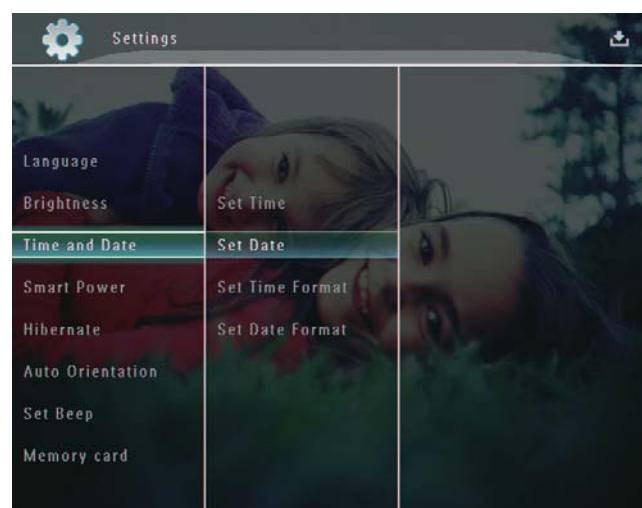 Settings
Language
Brightness
Time and Date
Smart Power
Hibernate
Auto Orientation
Set Beep
Memory card
Set Time
Set Date
Set Time Format
Set Date Format